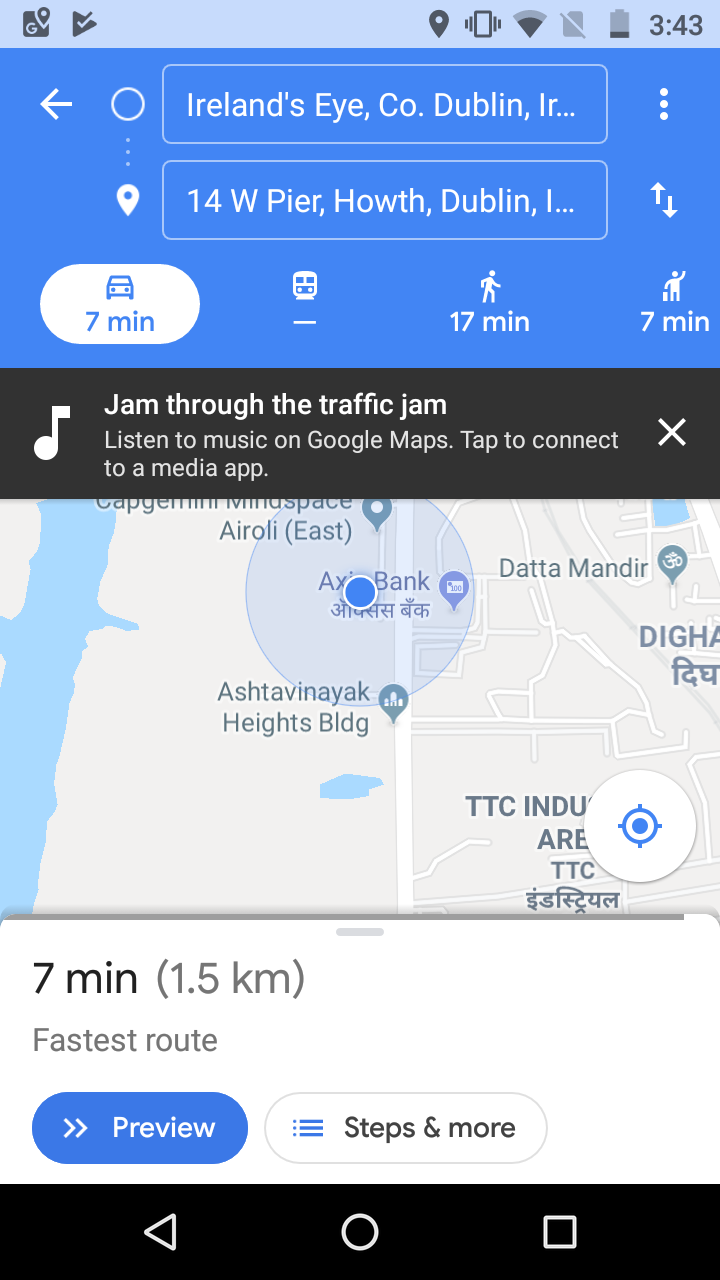 3:43
Ireland's Eye, Co. Dublin, Ir...
14 W Pier, Howth, Dublin, I...
7 min
—
17 min
7 min
Jam through the traffic jam
Listen to music on Google Maps. Tap to connect
to a media app.
Capgemini Mindspace
Airoli (East)
Datta Mandir
Bank
बँक
DIGHA
दिघ
Ashtavinayak
Heights Bldg
TTC INDU
ARE
TTC
इंडस्ट्रियल
7 min (1.5 km)
Fastest route
Preview
Steps & more